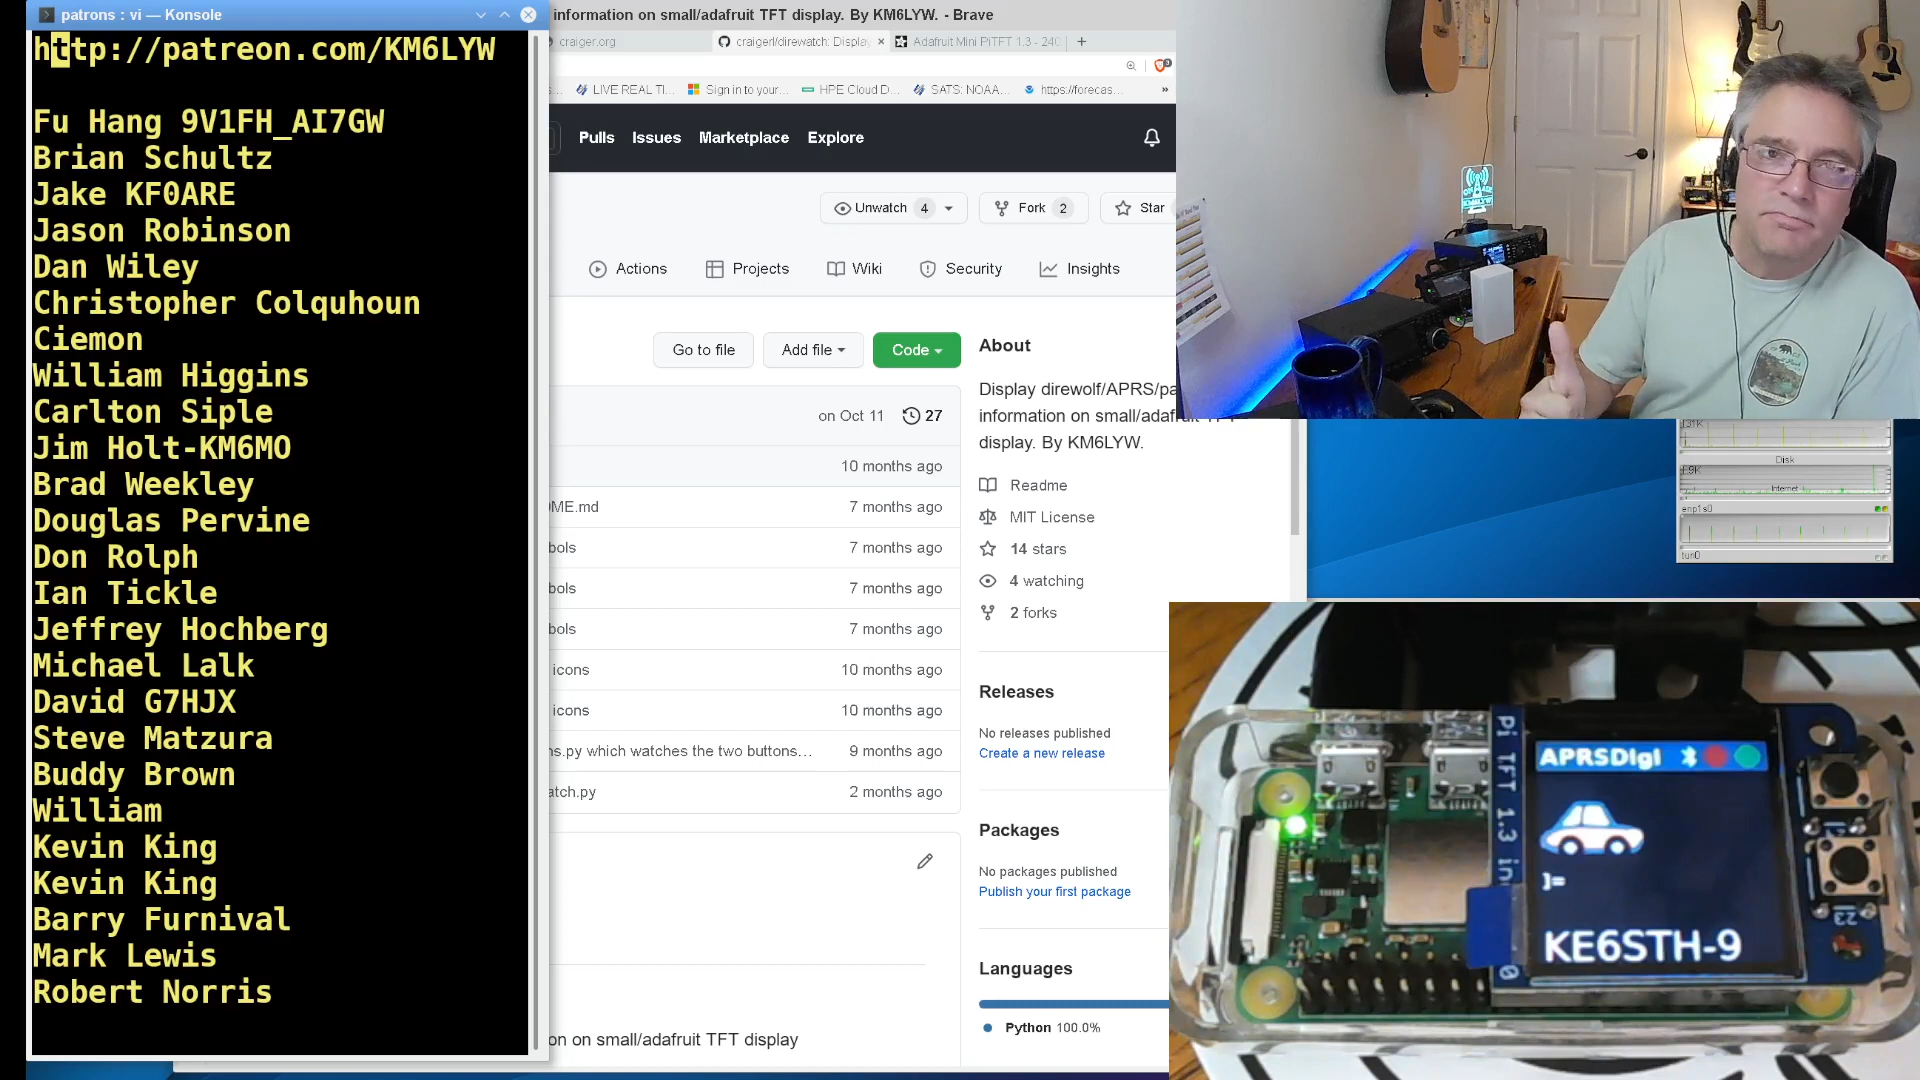 patrons : vi — Konsole
http://patreon.com/KM6LYW
Fu Hang 9V1FH_AI7GW
Brian Schultz
Jake KF0ARE
Jason Robinson
Dan Wiley
Christopher Colquhoun
Ciemon
William Higgins
Carlton Siple
Jim Holt-KM6MO
Brad Weekley
Douglas Pervine
Don Rolph
Ian Tickle
Jeffrey Hochberg
Michael Lalk
David G7HJX
Steve Matzura
Buddy Brown
William
Kevin King
Kevin King
Barry Furnival
Mark Lewis
Robert Norris
information on small/adafruit TFT display. By KM6LYW. - Brave
craiger.org
craigerl/direwatch: Display
Adafruit Mini PiTFT 1.3 - 240
LIVE REAL TI...
Sign in to your...
HPE Cloud D...
SATS: NOAA...
https://forecas...
Pulls Issues Marketplace Explore
Unwatch 4
Fork 2
Star
Actions
Projects
Wiki
Security
Insights
Go to file
Add file
Code
on Oct 11
27
10 months ago
ME.md
7 months ago
bols
7 months ago
bols
7 months ago
bols
7 months ago
icons
10 months ago
icons
10 months ago
ns.py which watches the two buttons...
9 months ago
atch.py
2 months ago
on on small/adafruit TFT display
About
Display direwolf/APRS/pa
information on small/adafruit TFT
display. By KM6LYW.
Readme
MIT License
14 stars
4 watching
2 forks
Releases
No releases published
Create a new release
Packages
No packages published
Publish your first package
Languages
Python 100.0%
ON AIR
KM6LYW
Disk
Internet
enp1s0
tun0
Pi TFT 1.3 in
APRSDigi
]=
KE6STH-9
23